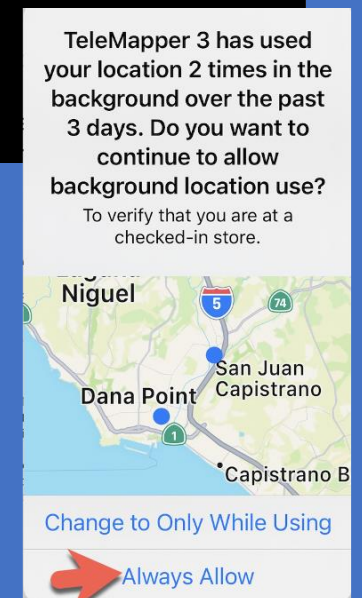 TeleMapper 3 has used
your location 2 times in the
background over the past
3 days. Do you want to
continue to allow
background location use?
To verify that you are at a
checked-in store.
Niguel
5
74
San Juan
Capistrano
Dana Point
1
Capistrano B
Change to Only While Using
Always Allow